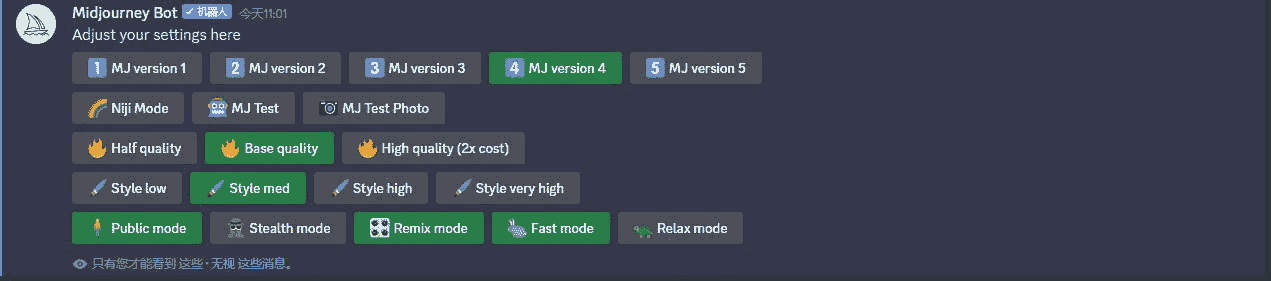 Midjourney Bot ✓ 机器人 今天11:01
Adjust your settings here
1 MJ version 1 2 MJ version 2 3 MJ version 3 4 MJ version 4 5 MJ version 5
Niji Mode MJ Test MJ Test Photo
Half quality Base quality High quality (2x cost)
Style low Style med Style high Style very high
Public mode Stealth mode Remix mode Fast mode Relax mode
只有您才能看到 这些 · 无视 这些消息。